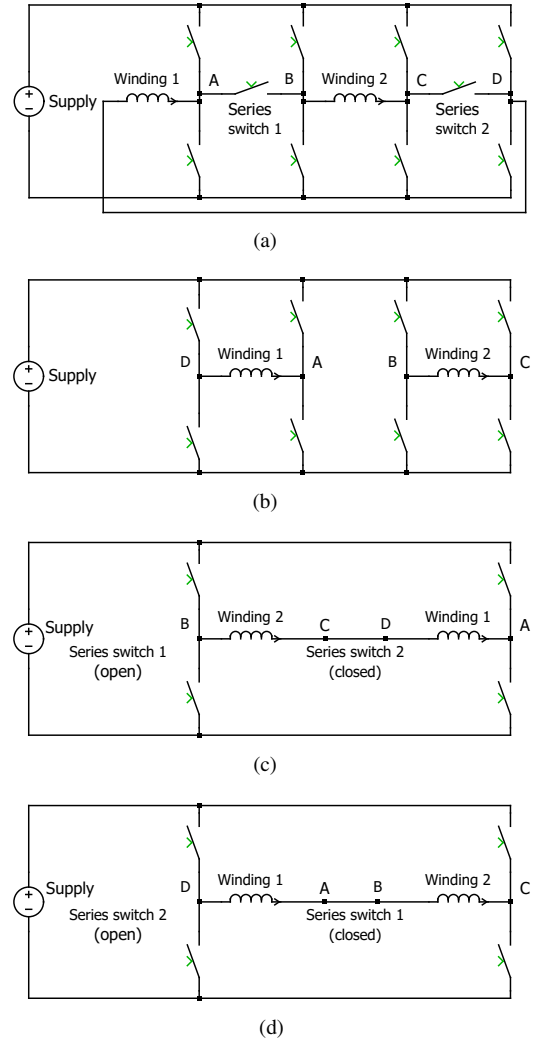 Winding 1 A B Winding 2 C D
Supply
Series
switch 1
Series
switch 2
(a)
D Winding 1 A B Winding 2 C
Supply
(b)
Supply
B Winding 2 C D Winding 1 A
Series switch 1
(open)
Series switch 2
(closed)
(c)
Supply
D Winding 1 A B Winding 2 C
Series switch 2
(open)
Series switch 1
(closed)
(d)